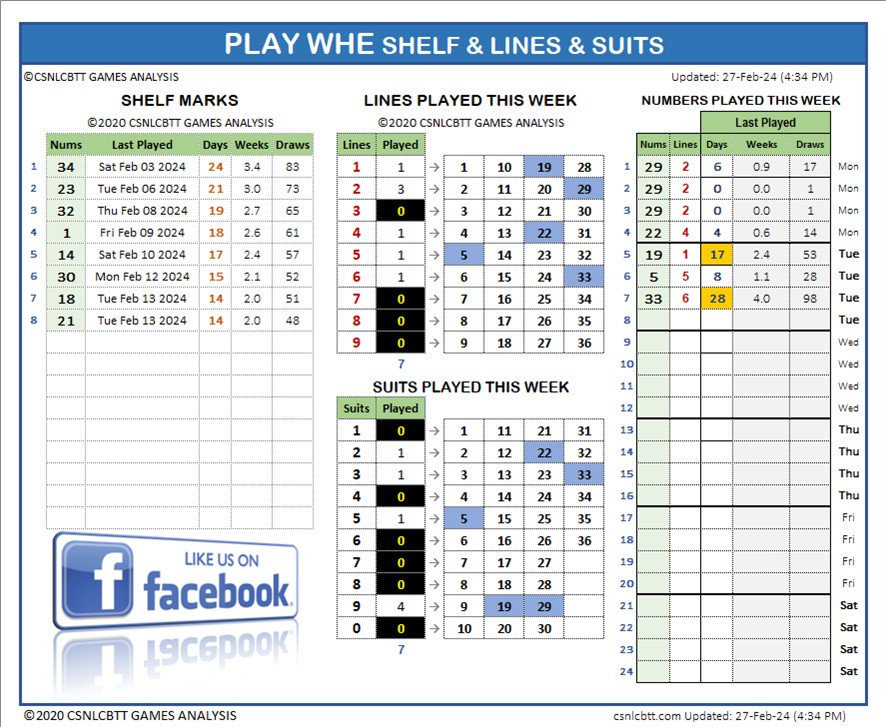 PLAY WHE SHELF & LINES & SUITS
©CSNLCBTT GAMES ANALYSIS
Updated: 27-Feb-24 (4:34 PM)
SHELF MARKS
©2020 CSNLCBTT GAMES ANALYSIS
Nums Last Played Days Weeks Draws
1 34 Sat Feb 03 2024 24 3.4 83
2 23 Tue Feb 06 2024 21 3.0 73
3 32 Thu Feb 08 2024 19 2.7 65
4 1 Fri Feb 09 2024 18 2.6 61
5 14 Sat Feb 10 2024 17 2.4 57
6 30 Mon Feb 12 2024 15 2.1 52
7 18 Tue Feb 13 2024 14 2.0 51
8 21 Tue Feb 13 2024 14 2.0 48
LIKE US ON
facebook.
LINES PLAYED THIS WEEK
©2020 CSNLCBTT GAMES ANALYSIS
Lines Played
1 1 → 1 10 19 28
2 3 → 2 11 20 29
3 0 → 3 12 21 30
4 1 → 4 13 22 31
5 1 → 5 14 23 32
6 1 → 6 15 24 33
7 0 → 7 16 25 34
8 0 → 8 17 26 35
9 0 → 9 18 27 36
7
SUITS PLAYED THIS WEEK
Suits Played
1 0 → 1 11 21 31
2 1 → 2 12 22 32
3 1 → 3 13 23 33
4 0 → 4 14 24 34
5 1 → 5 15 25 35
6 0 → 6 16 26 36
7 0 → 7 17 27
8 0 → 8 18 28
9 4 → 9 19 29
0 0 → 10 20 30
7
NUMBERS PLAYED THIS WEEK
Last Played
Nums Lines Days Weeks Draws
1 29 2 6 0.9 17 Mon
2 29 2 0 0.0 1 Mon
3 29 2 0 0.0 1 Mon
4 22 4 4 0.6 14 Mon
5 19 1 17 2.4 53 Tue
6 5 5 8 1.1 28 Tue
7 33 6 28 4.0 98 Tue
8 Tue
9 Wed
10 Wed
11 Wed
12 Wed
13 Thu
14 Thu
15 Thu
16 Thu
17 Fri
18 Fri
19 Fri
20 Fri
21 Sat
22 Sat
23 Sat
24 Sat
©2020 CSNLCBTT GAMES ANALYSIS
csnlcbtt.com Updated: 27-Feb-24 (4:34 PM)